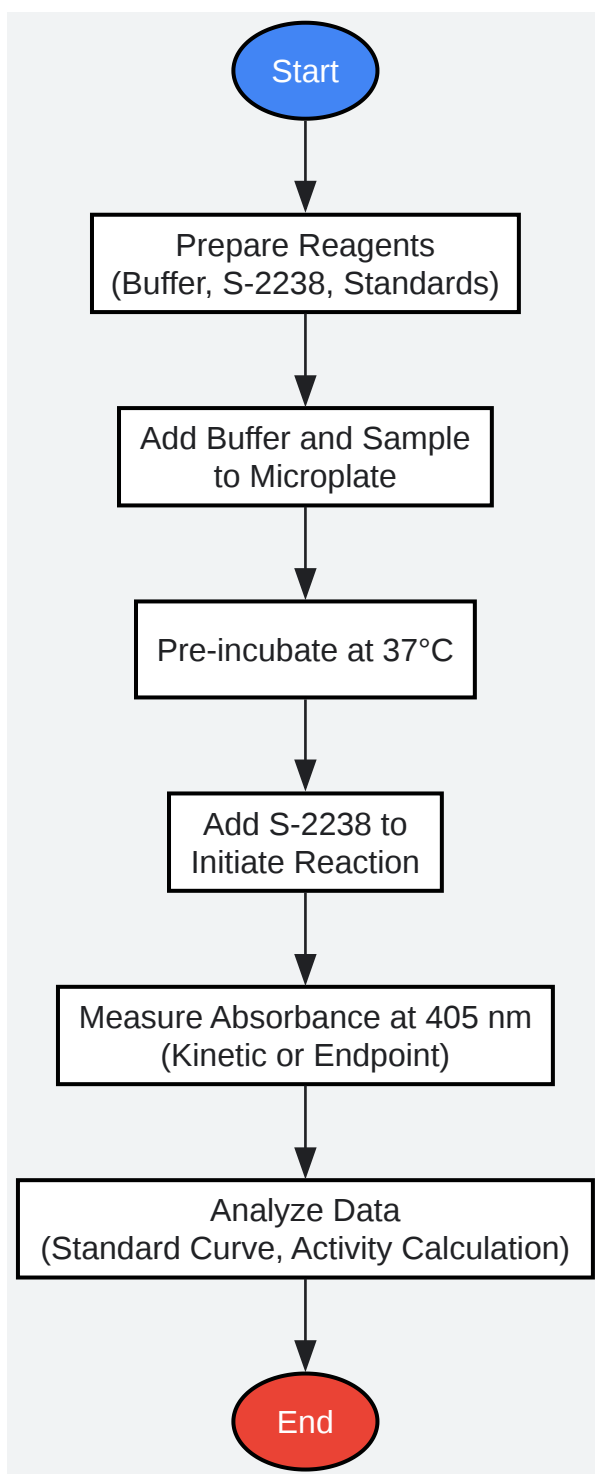 Start
Prepare Reagents
(Buffer, S-2238, Standards)
Add Buffer and Sample
to Microplate
Pre-incubate at 37°C
Add S-2238 to
Initiate Reaction
Measure Absorbance at 405 nm
(Kinetic or Endpoint)
Analyze Data
(Standard Curve, Activity Calculation)
End